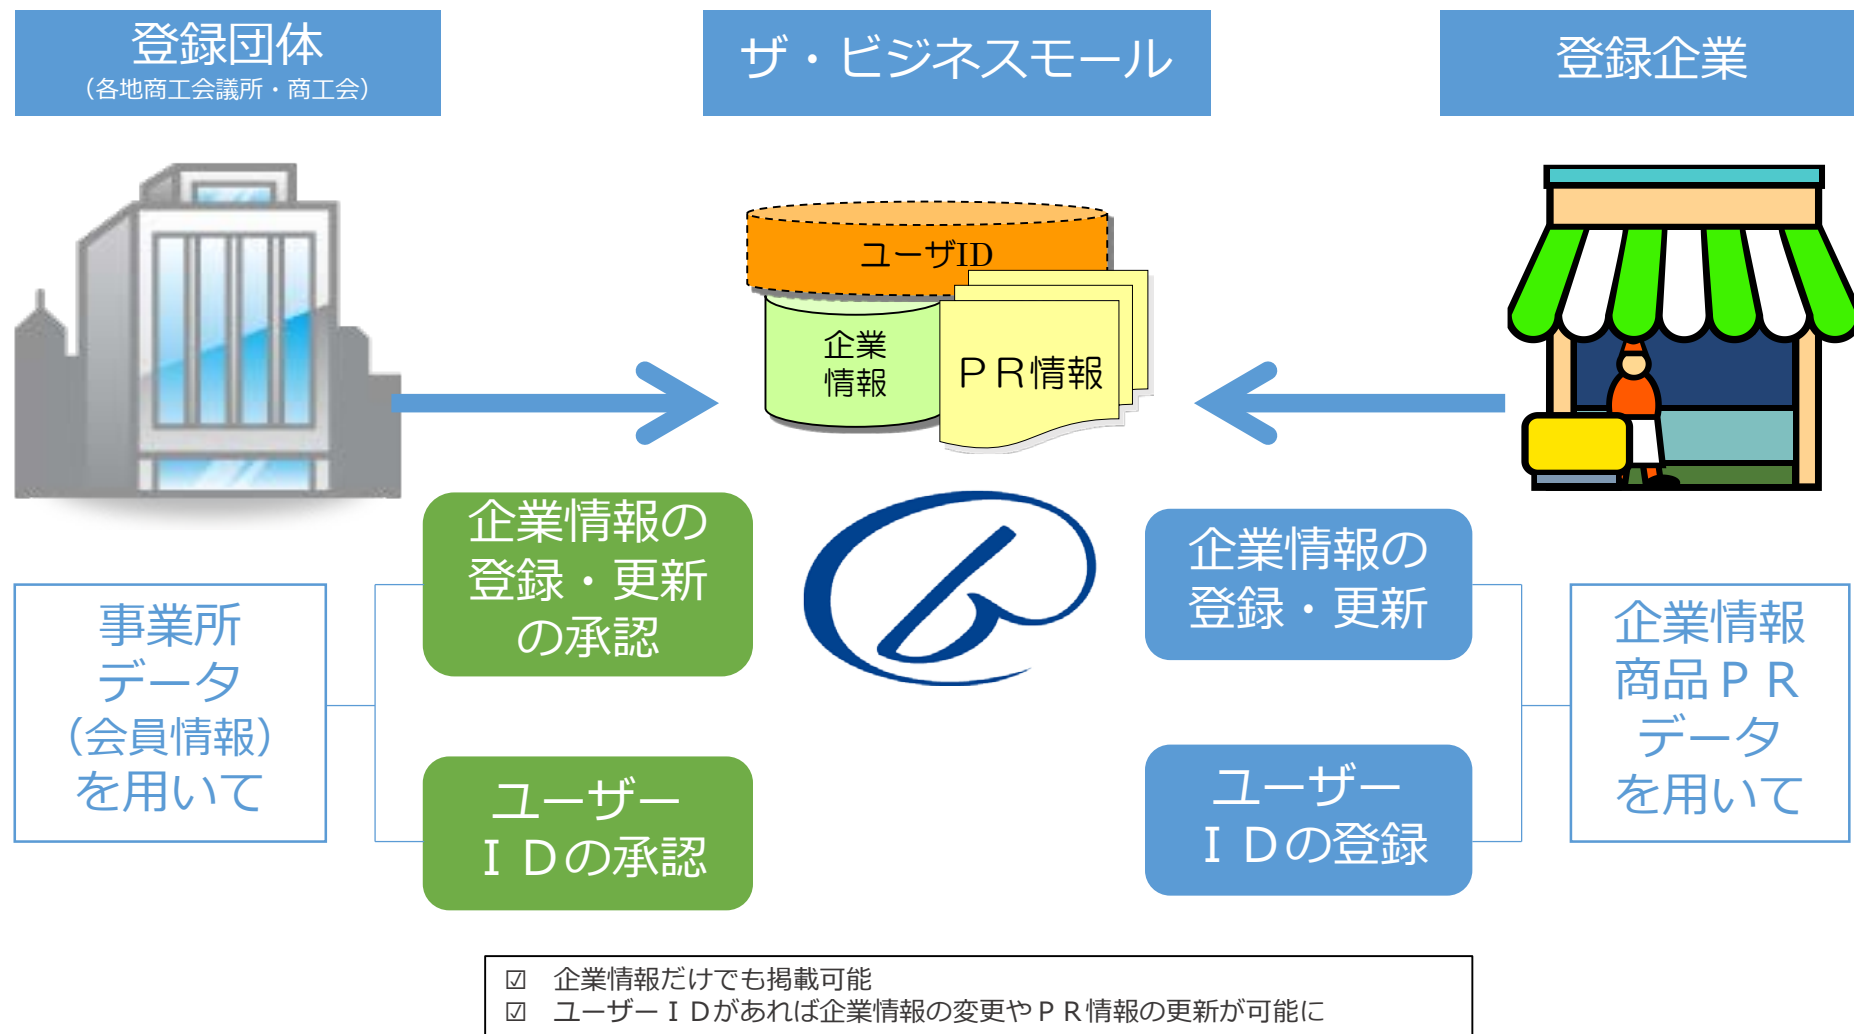 登録団体
（各地商工会議所・商工会）
ザ・ビジネスモール
登録企業
ユーザID
企業
情報
ＰＲ情報
企業情報の
登録・更新
の承認
ユーザー
ＩＤの承認
事業所
データ
（会員情報）
を用いて
企業情報の
登録・更新
ユーザー
ＩＤの登録
企業情報
商品ＰＲ
データ
を用いて
☑ 企業情報だけでも掲載可能
☑ ユーザーＩＤがあれば企業情報の変更やＰＲ情報の更新が可能に